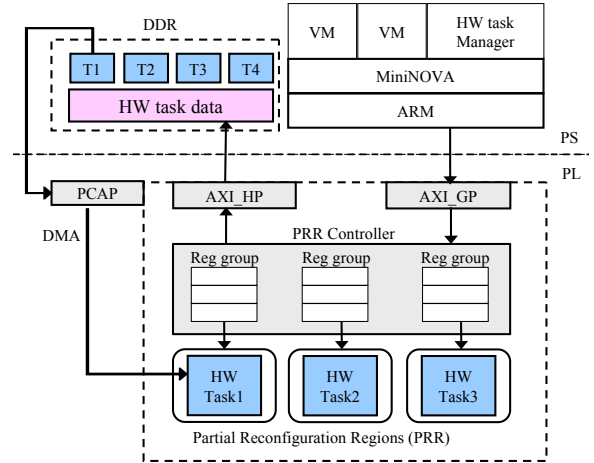 DDR
T1 T2 T3 T4
HW task data
VM VM HW task
Manager
MiniNOVA
ARM
PS
PL
PCAP
AXI_HP
AXI_GP
DMA
PRR Controller
Reg group Reg group Reg group
HW
Task1
HW
Task2
HW
Task3
Partial Reconfiguration Regions (PRR)